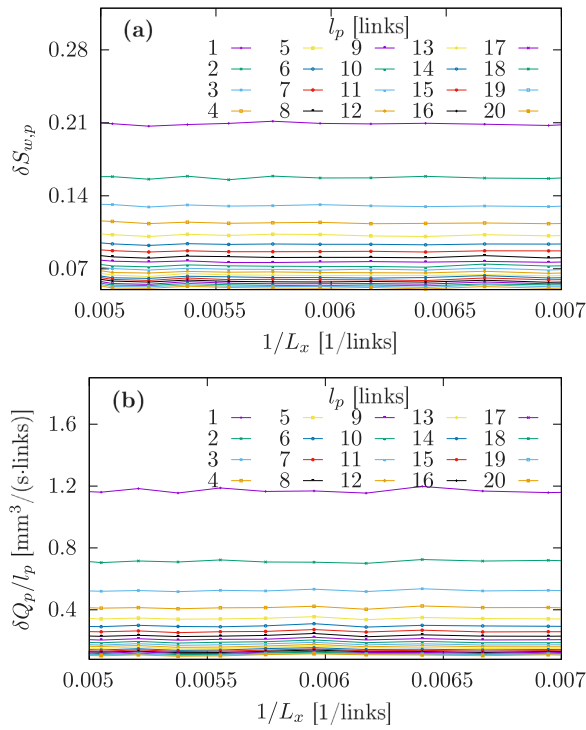 (a)
l_p [links]
1 5 9 13 17
2 6 10 14 18
3 7 11 15 19
4 8 12 16 20
0.28
0.21
0.14
0.07
δS_{w,p}
0.005 0.0055 0.006 0.0065 0.007
1/L_x [1/links]
(b)
l_p [links]
1 5 9 13 17
2 6 10 14 18
3 7 11 15 19
4 8 12 16 20
1.6
1.2
0.8
0.4
δQ_p/l_p [mm³/(s·links)]
0.005 0.0055 0.006 0.0065 0.007
1/L_x [1/links]